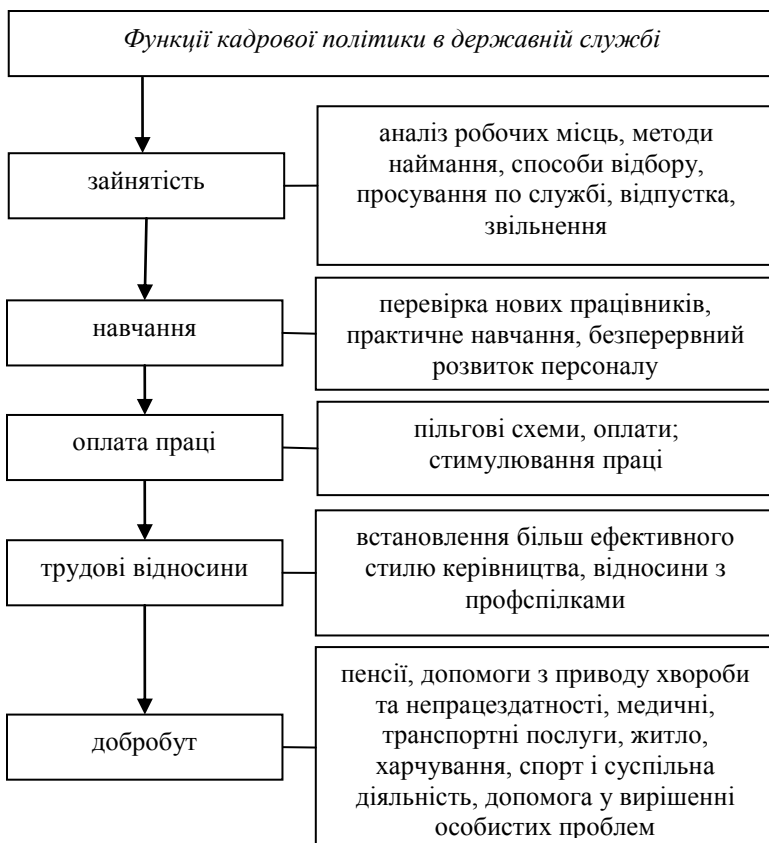 Функції кадрової політики в державній службі
зайнятість
аналіз робочих місць, методи
наймання, способи відбору,
просування по службі, відпустка,
звільнення
навчання
перевірка нових працівників,
практичне навчання, безперервний
розвиток персоналу
оплата праці
пільгові схеми, оплати;
стимулювання праці
трудові відносини
встановлення більш ефективного
стилю керівництва, відносини з
профспілками
добробут
пенсії, допомоги з приводу хвороби
та непрацездатності, медичні,
транспортні послуги, житло,
харчування, спорт і суспільна
діяльність, допомога у вирішенні
особистих проблем